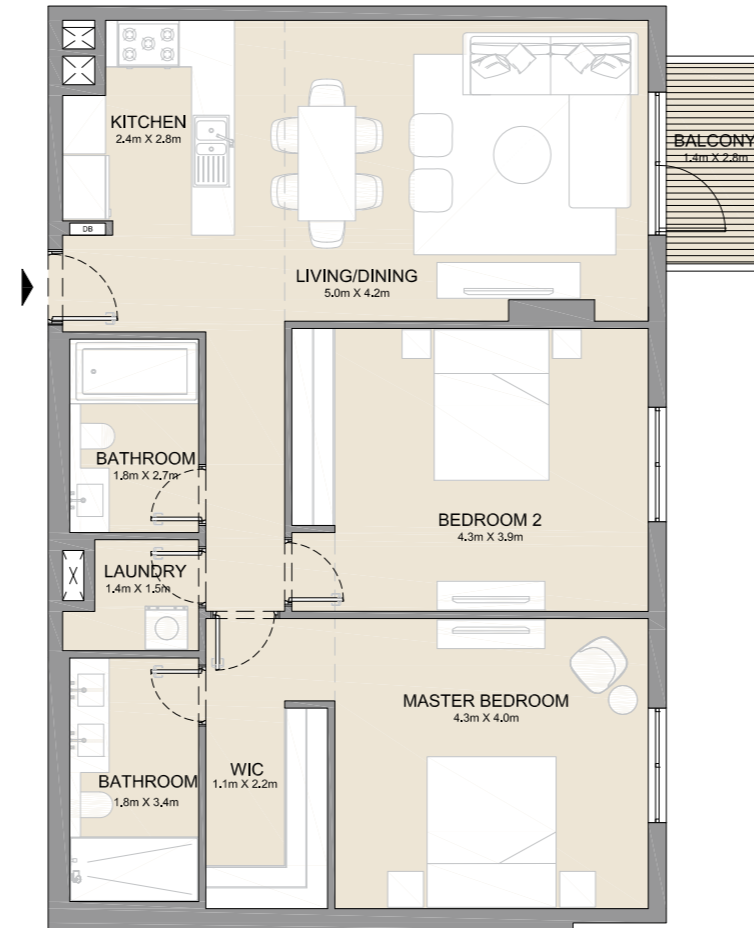 KITCHEN
2.4m X 2.8m
BALCONY
1.4m X 2.8m
DB
LIVING/DINING
5.0m X 4.2m
BATHROOM
1.8m X 2.7m
BEDROOM 2
4.3m X 3.9m
LAUNDRY
1.4m X 1.5m
MASTER BEDROOM
4.3m X 4.0m
WIC
1.1m X 2.2m
BATHROOM
1.8m X 3.4m